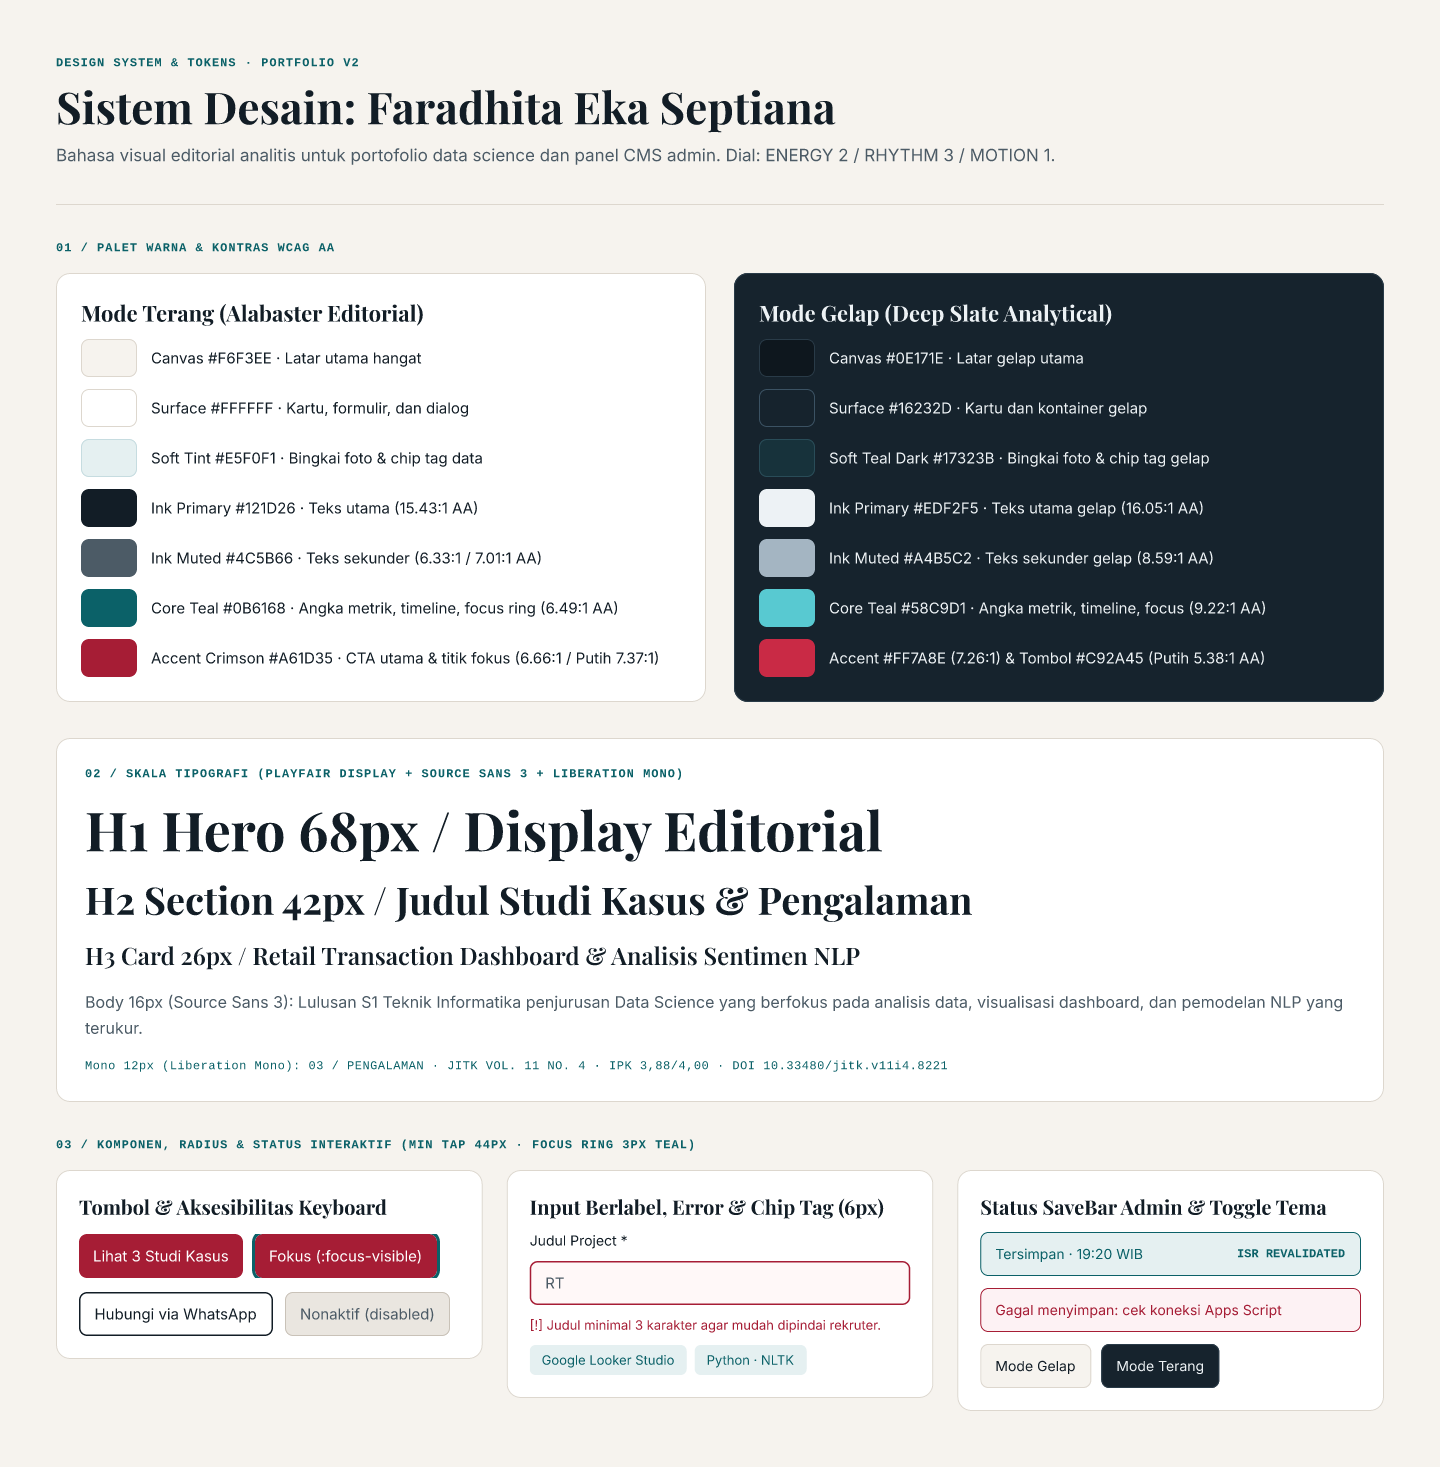 DESIGN SYSTEM & TOKENS · PORTFOLIO V2
Sistem Desain: Faradhita Eka Septiana
Bahasa visual editorial analitis untuk portofolio data science dan panel CMS admin. Dial: ENERGY 2 / RHYTHM 3 / MOTION 1.
01 / PALET WARNA & KONTRAS WCAG AA
Mode Terang (Alabaster Editorial)
Canvas #F6F3EE · Latar utama hangat
Surface #FFFFFF · Kartu, formulir, dan dialog
Soft Tint #E5F0F1 · Bingkai foto & chip tag data
Ink Primary #121D26 · Teks utama (15.43:1 AA)
Ink Muted #4C5B66 · Teks sekunder (6.33:1 / 7.01:1 AA)
Core Teal #0B6168 · Angka metrik, timeline, focus ring (6.49:1 AA)
Accent Crimson #A61D35 · CTA utama & titik fokus (6.66:1 / Putih 7.37:1)
Mode Gelap (Deep Slate Analytical)
Canvas #0E171E · Latar gelap utama
Surface #16232D · Kartu dan kontainer gelap
Soft Teal Dark #17323B · Bingkai foto & chip tag gelap
Ink Primary #EDF2F5 · Teks utama gelap (16.05:1 AA)
Ink Muted #A4B5C2 · Teks sekunder gelap (8.59:1 AA)
Core Teal #58C9D1 · Angka metrik, timeline, focus (9.22:1 AA)
Accent #FF7A8E (7.26:1) & Tombol #C92A45 (Putih 5.38:1 AA)
02 / SKALA TIPOGRAFI (PLAYFAIR DISPLAY + SOURCE SANS 3 + LIBERATION MONO)
H1 Hero 68px / Display Editorial
H2 Section 42px / Judul Studi Kasus & Pengalaman
H3 Card 26px / Retail Transaction Dashboard & Analisis Sentimen NLP
Body 16px (Source Sans 3): Lulusan S1 Teknik Informatika penjurusan Data Science yang berfokus pada analisis data, visualisasi dashboard, dan pemodelan NLP yang
terukur.
Mono 12px (Liberation Mono): 03 / PENGALAMAN · JITK VOL. 11 NO. 4 · IPK 3,88/4,00 · DOI 10.33480/jitk.v11i4.8221
03 / KOMPONEN, RADIUS & STATUS INTERAKTIF (MIN TAP 44PX · FOCUS RING 3PX TEAL)
Tombol & Aksesibilitas Keyboard
Lihat 3 Studi Kasus
Fokus (:focus-visible)
Hubungi via WhatsApp
Nonaktif (disabled)
Input Berlabel, Error & Chip Tag (6px)
Judul Project *
RT
[!] Judul minimal 3 karakter agar mudah dipindai rekruter.
Google Looker Studio
Python · NLTK
Status SaveBar Admin & Toggle Tema
Tersimpan · 19:20 WIB
ISR REVALIDATED
Gagal menyimpan: cek koneksi Apps Script
Mode Gelap
Mode Terang